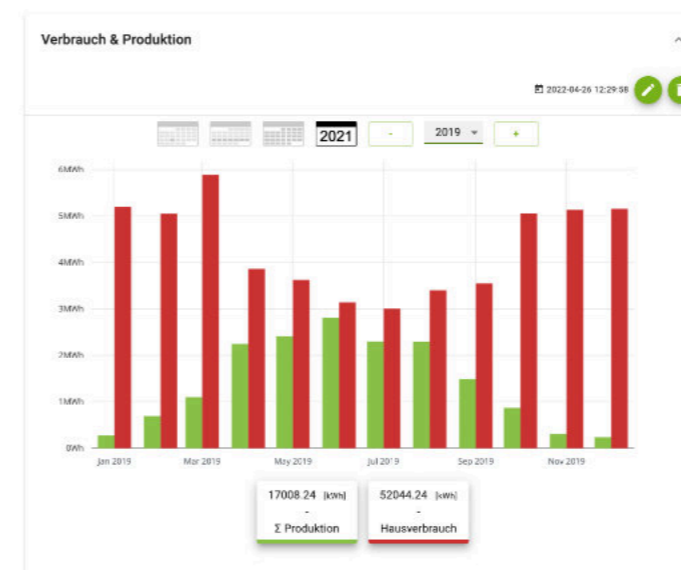 Verbrauch & Produktion
2022-04-26 12:29:58
2021 - 2019 +
6MWh
5MWh
4MWh
3MWh
2MWh
1MWh
0Wh
Jan 2019 Mar 2019 May 2019 Jul 2019 Sep 2019 Nov 2019
17008.24 [kWh] 52044.24 [kWh]
- -
Σ Produktion Hausverbrauch